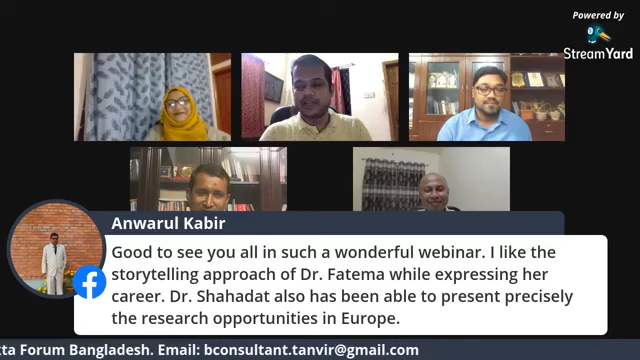 Powered by
StreamYard
Anwarul Kabir
Good to see you all in such a wonderful webinar. I like the
storytelling approach of Dr. Fatema while expressing her
career. Dr. Shahadat also has been able to present precisely
the research opportunities in Europe.
Forum Bangladesh. Email: bconsultant.tanvir@gmail.com